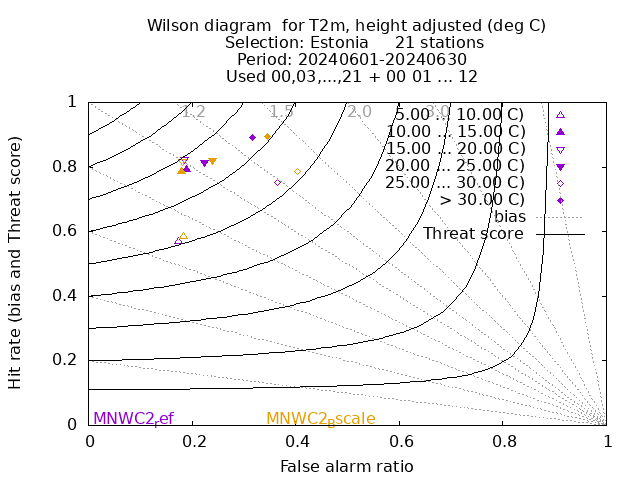 Wilson diagram  for T2m, height adjusted (deg C)
Selection: Estonia     21 stations
Period: 20240601-20240630
Used 00,03,...,21 + 00 01 ... 12
Hit rate (bias and Threat score)
1
0.8
0.6
0.4
0.2
0
1.2 1.5 2.0 3.0
5.00 ... 10.00 C)
10.00 ... 15.00 C)
15.00 ... 20.00 C)
20.00 ... 25.00 C)
25.00 ... 30.00 C)
> 30.00 C)
bias
Threat score
MNWC2ref MNWC2Bscale
0 0.2 0.4 0.6 0.8 1
False alarm ratio